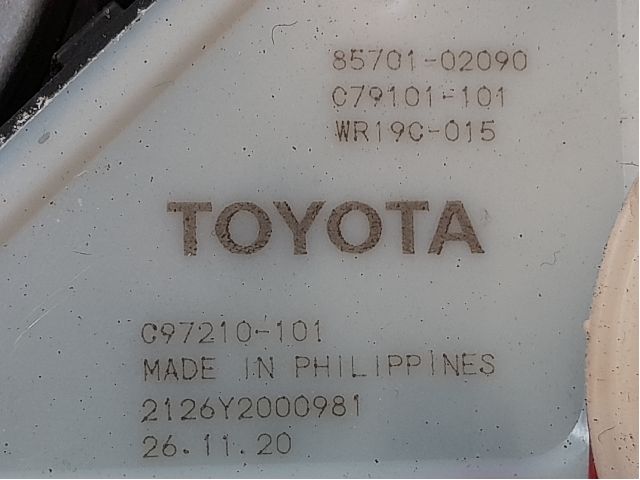 85701-02090
C79101-101
WR19C-015
TOYOTA
C97210-101
MADE IN PHILIPPINES
2126Y2000981
26.11.20